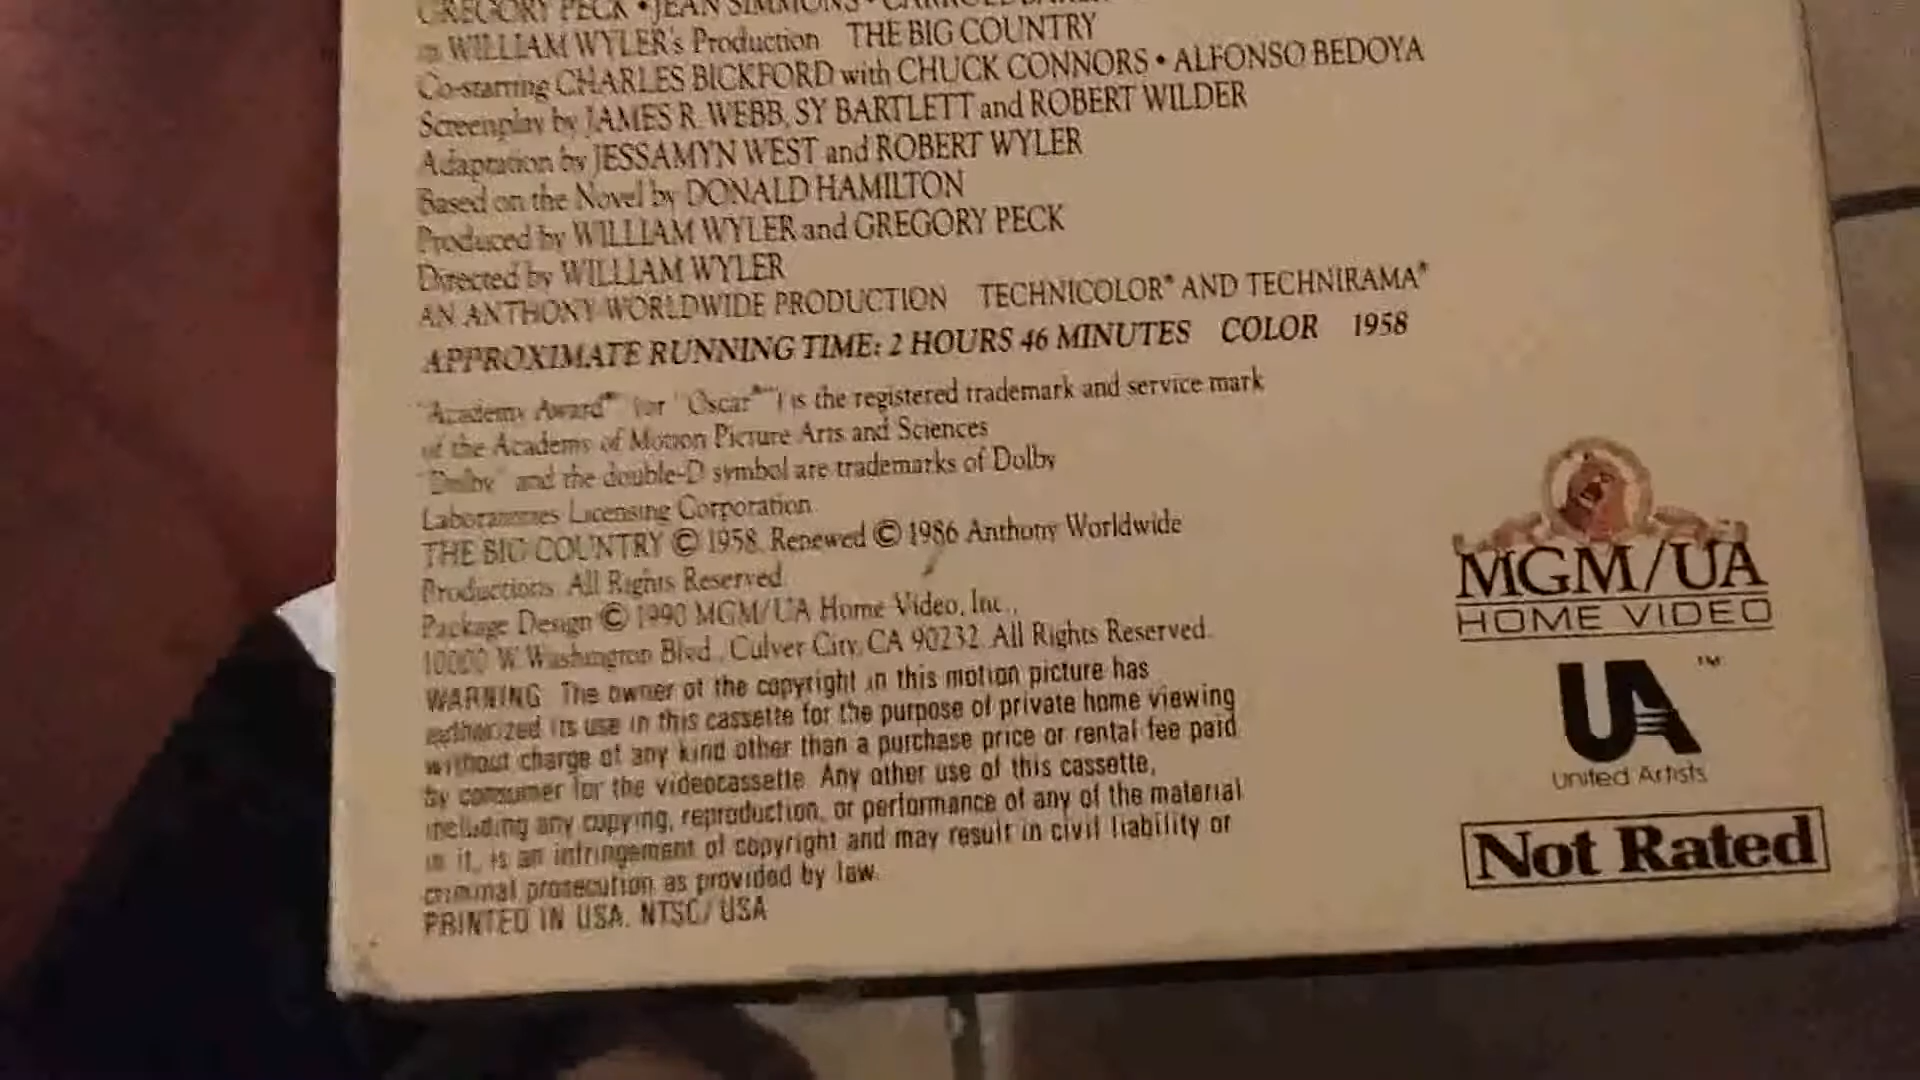 GREGORY PECK • JEAN SIMMONS •
in WILLIAM WYLER's Production THE BIG COUNTRY
Co-starring CHARLES BICKFORD with CHUCK CONNORS • ALFONSO BEDOYA
Screenplay by JAMES R. WEBB, SY BARTLETT and ROBERT WILDER
Adaptation by JESSAMYN WEST and ROBERT WYLER
Based on the Novel by DONALD HAMILTON
Produced by WILLIAM WYLER and GREGORY PECK
Directed by WILLIAM WYLER
AN ANTHONY WORLDWIDE PRODUCTION TECHNICOLOR® AND TECHNIRAMA®
APPROXIMATE RUNNING TIME: 2 HOURS 46 MINUTES COLOR 1958
"Academy Award®" (or "Oscar®") is the registered trademark and service mark
of the Academy of Motion Picture Arts and Sciences
"Dolby" and the double-D symbol are trademarks of Dolby
Laboratories Licensing Corporation
THE BIG COUNTRY © 1958. Renewed © 1986 Anthony Worldwide
Productions. All Rights Reserved.
Package Design © 1990 MGM/UA Home Video, Inc.,
10000 W. Washington Blvd., Culver City, CA 90232. All Rights Reserved.
WARNING: The owner of the copyright in this motion picture has
authorized its use in this cassette for the purpose of private home viewing
without charge of any kind other than a purchase price or rental fee paid
by consumer for the videocassette. Any other use of this cassette,
including any copying, reproduction, or performance of any of the material
in it, is an infringement of copyright and may result in civil liability or
criminal prosecution as provided by law.
PRINTED IN USA. NTSC/USA
MGM/UA
HOME VIDEO
UA™
United Artists
Not Rated